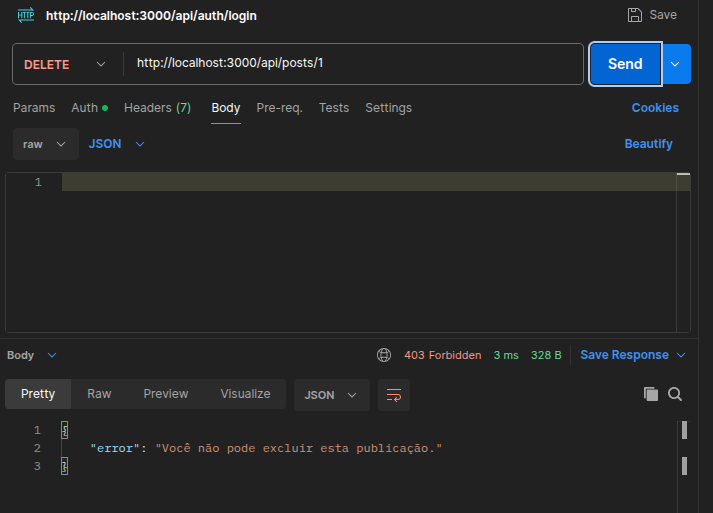 HTTP http://localhost:3000/api/auth/login Save
DELETE http://localhost:3000/api/posts/1 Send
Params Auth Headers (7) Body Pre-req. Tests Settings Cookies
raw JSON Beautify
1
Body 403 Forbidden 3 ms 328 B Save Response
Pretty Raw Preview Visualize JSON
1 {
2 "error": "Você não pode excluir esta publicação."
3 }